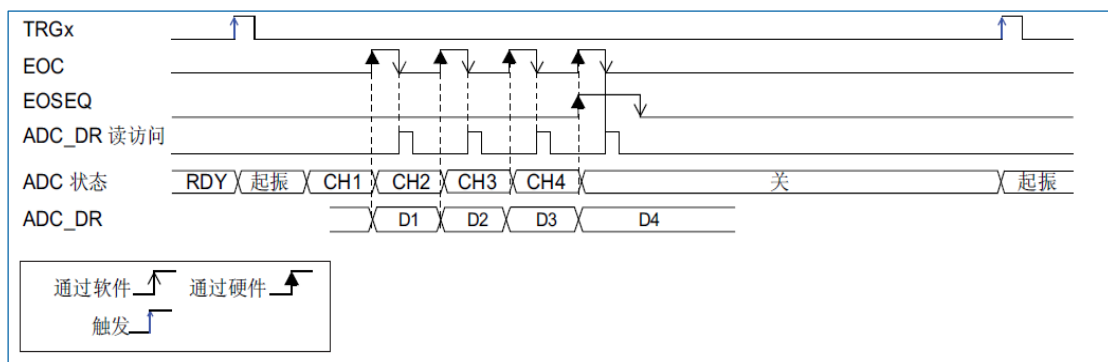 TRGx
EOC
EOSEQ
ADC_DR 读访问
ADC 状态 RDY 起振 CH1 CH2 CH3 CH4 关 起振
ADC_DR D1 D2 D3 D4
通过软件 通过硬件
触发